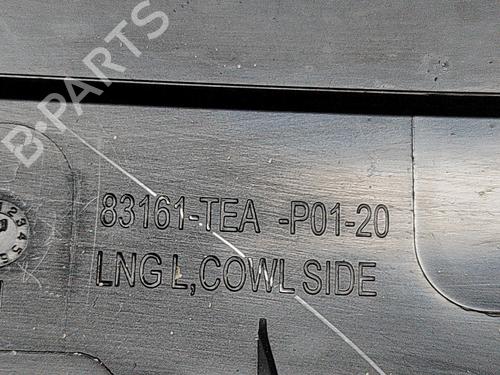 B-PARTS
83161-TEA -P01-20
LNG L, COWL SIDE